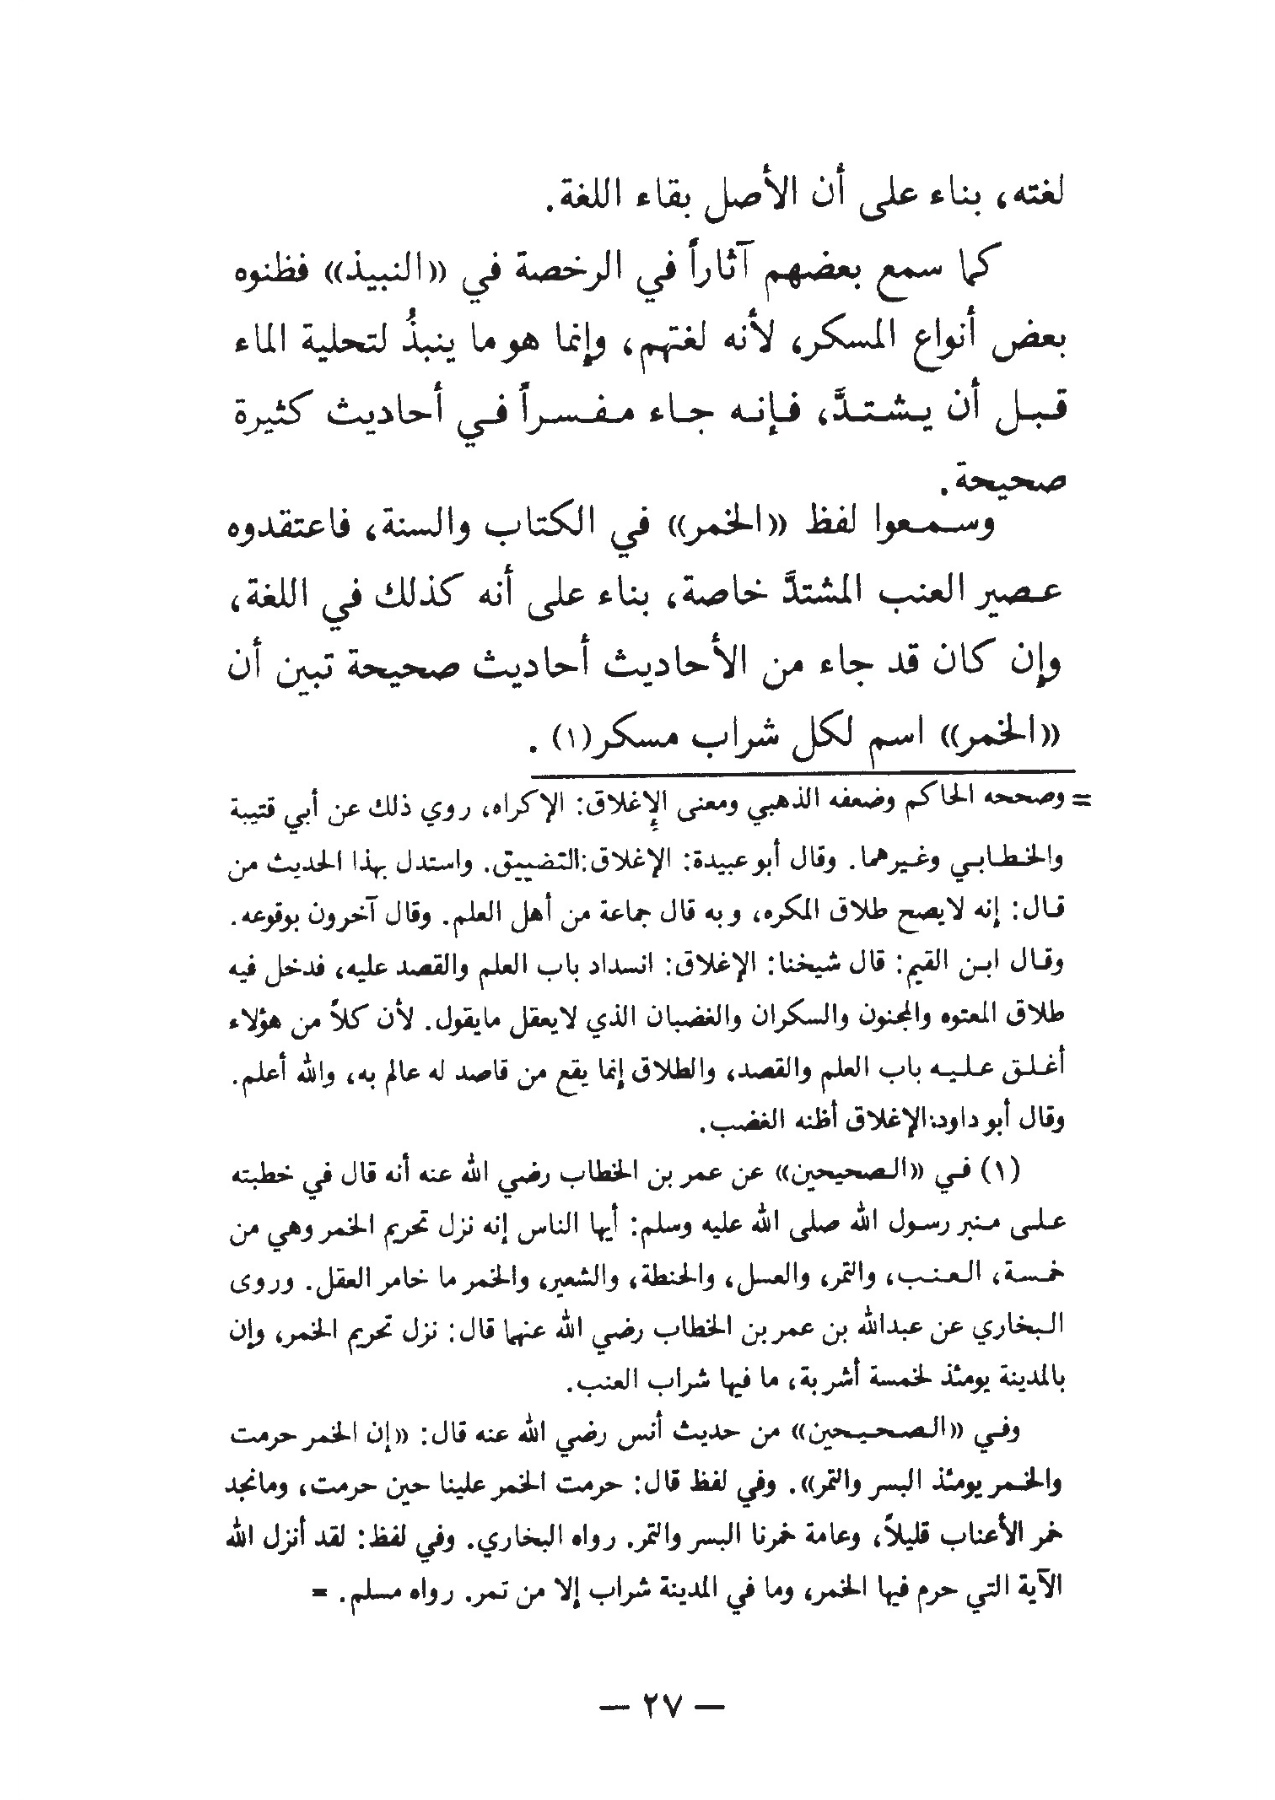 لغته، بناء على أن الأصل بقاء اللغة.
كما سمع بعضهم آثاراً في الرخصة في «النبيذ» فظنوه
بعض أنواع المسكر، لأنه لغتهم، وإنما هو ما ينبذُ لتحلية الماء
قبل أن يشتدَّ، فإنه جاء مفسراً في أحاديث كثيرة
صحيحة.
وسمعوا لفظ «الخمر» في الكتاب والسنة، فاعتقدوه
عصير العنب المشتدَّ خاصة، بناء على أنه كذلك في اللغة،
وإن كان قد جاء من الأحاديث أحاديث صحيحة تبين أن
«الخمر» اسم لكل شراب مسكر(١) .
= وصححه الحاكم وضعفه الذهبي ومعنى الإِغلاق: الإكراه، روي ذلك عن أبي قتيبة
والخطابي وغيرهما. وقال أبو عبيدة: الإغلاق:التضييق. واستدل بهذا الحديث من
قال: إنه لا يصح طلاق المكره، وبه قال جماعة من أهل العلم. وقال آخرون بوقوعه.
وقال ابن القيم: قال شيخنا: الإغلاق: انسداد باب العلم والقصد عليه، فدخل فيه
طلاق المعتوه والمجنون والسكران والغضبان الذي لايعقل مايقول. لأن كلاً من هؤلاء
أغلق عليه باب العلم والقصد، والطلاق إنما يقع من قاصد له عالم به، والله أعلم.
وقال أبو داود:الإغلاق أظنه الغضب.
(١) في «الصحيحين» عن عمر بن الخطاب رضي الله عنه أنه قال في خطبته
على منبر رسول الله صلى الله عليه وسلم: أيها الناس إنه نزل تحريم الخمر وهي من
خمسة، العنب، والتمر، والعسل، والحنطة، والشعير، والخمر ما خامر العقل. وروى
البخاري عن عبدالله بن عمر بن الخطاب رضي الله عنهما قال: نزل تحريم الخمر، وإن
بالمدينة يومئذ لخمسة أشربة، ما فيها شراب العنب.
وفي «الصحيحين» من حديث أنس رضي الله عنه قال: «إن الخمر حرمت
والخمر يومئذ البسر والتمر». وفي لفظ قال: حرمت الخمر علينا حين حرمت، ومانجد
خمر الأعناب قليلاً، وعامة خمرنا البسر والتمر. رواه البخاري. وفي لفظ: لقد أنزل الله
الآية التي حرم فيها الخمر، وما في المدينة شراب إلا من تمر. رواه مسلم. =
— ٢٧ —